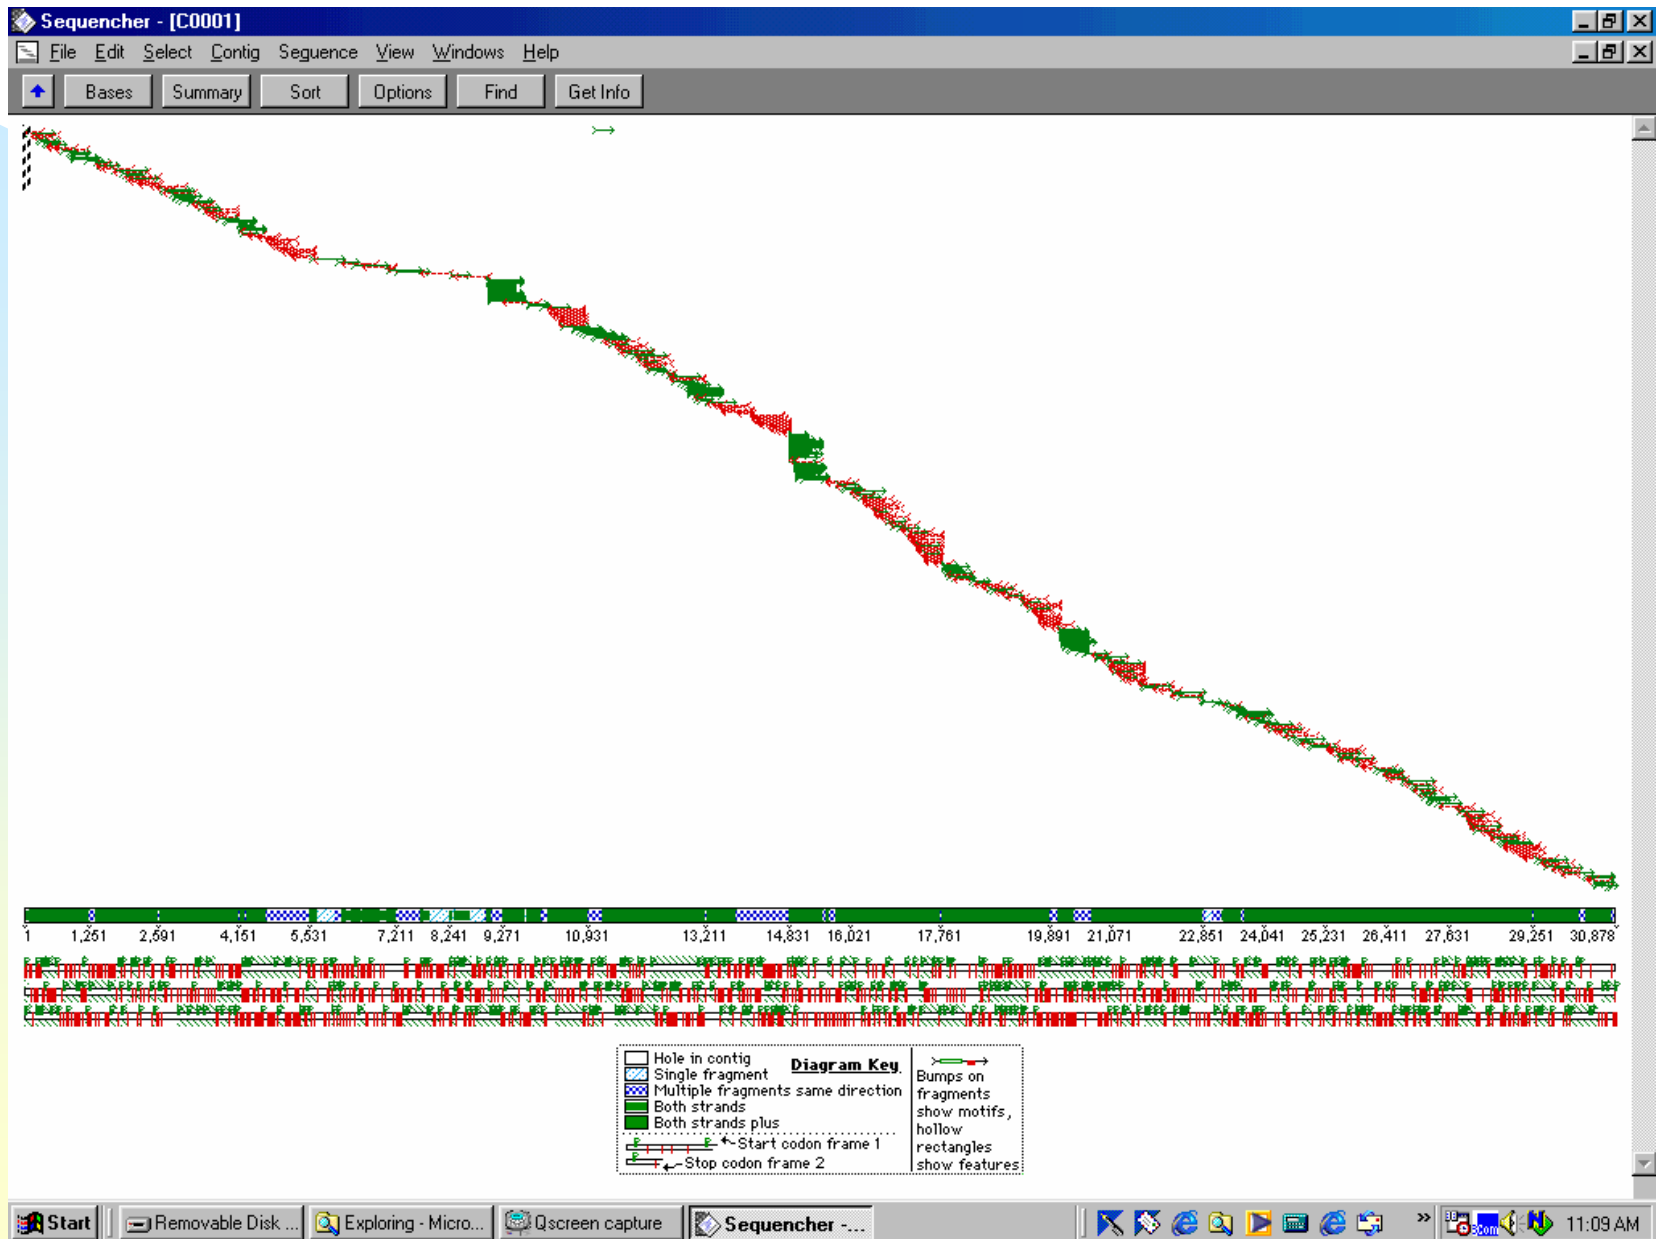 Sequencher - [C0001]
File Edit Select Contig Sequence View Windows Help
Bases Summary Sort Options Find Get Info
1 1,251 2,591 4,151 5,531 7,211 8,241 9,271 10,931 13,211 14,831 16,021 17,761 19,891 21,071 22,851 24,041 25,231 26,411 27,631 29,251 30,878
Diagram Key
Hole in contig
Single fragment
Multiple fragments same direction
Both strands
Both strands plus
Start codon frame 1
Stop codon frame 2
Bumps on
fragments
show motifs,
hollow
rectangles
show features
Start Removable Disk ... Exploring - Micro... Qscreen capture Sequencher -... » 11:09 AM